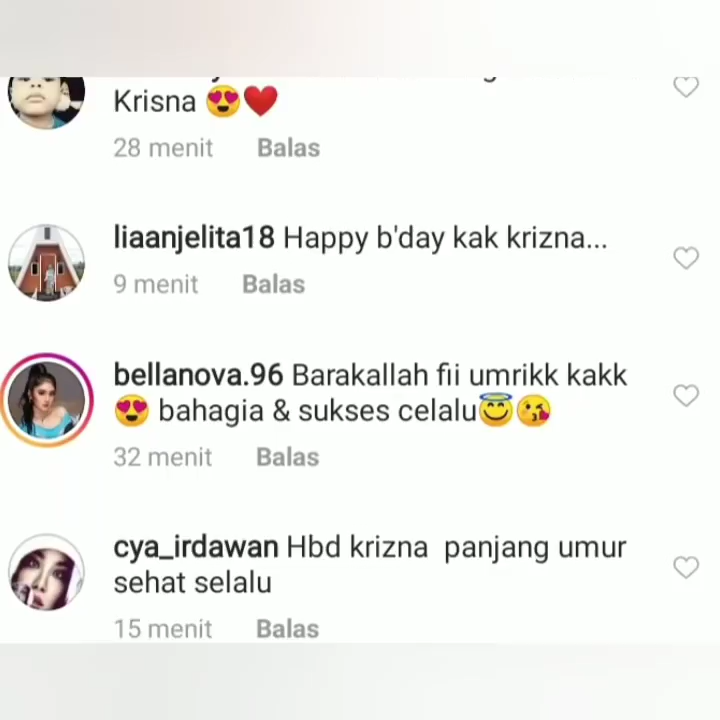 Krisna 😍❤️
28 menit Balas
liaanjelita18 Happy b'day kak krizna...
9 menit Balas
bellanova.96 Barakallah fii umrikk kakk
😍 bahagia & sukses celalu😇😘
32 menit Balas
cya_irdawan Hbd krizna panjang umur
sehat selalu
15 menit Balas